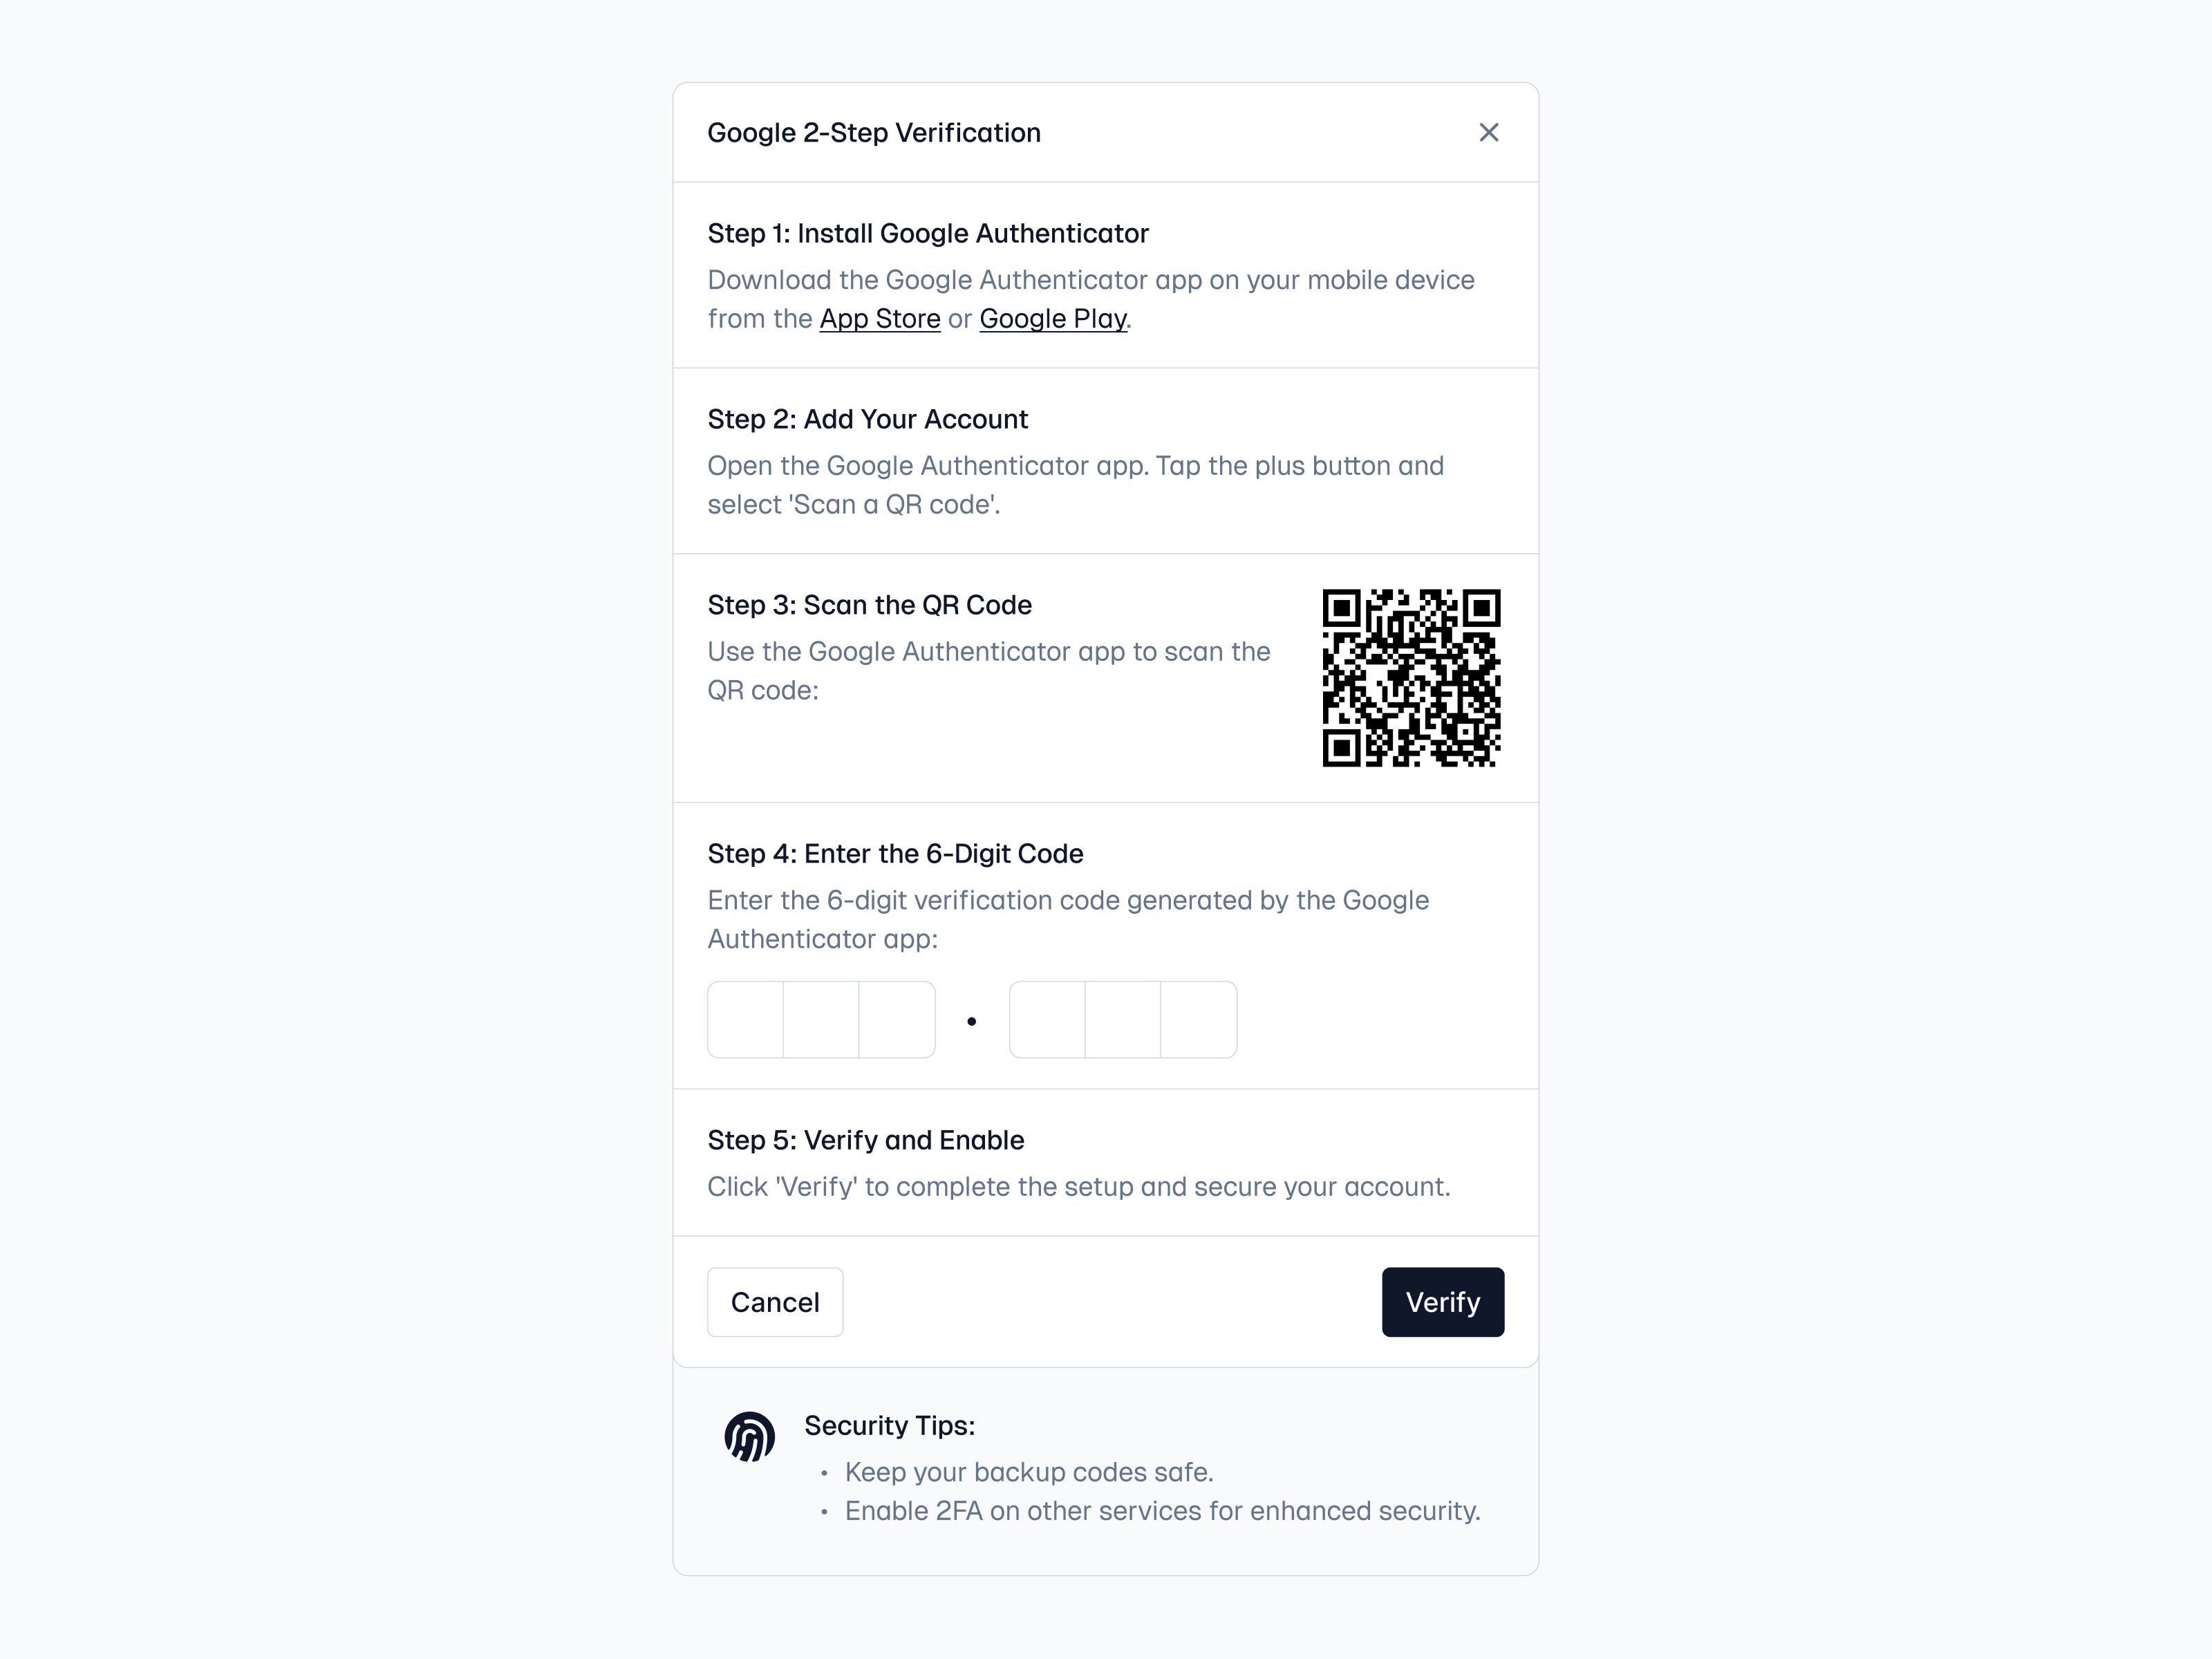 Google 2-Step Verification
Step 1: Install Google Authenticator
Download the Google Authenticator app on your mobile device
from the App Store or Google Play.
Step 2: Add Your Account
Open the Google Authenticator app. Tap the plus button and
select 'Scan a QR code'.
Step 3: Scan the QR Code
Use the Google Authenticator app to scan the
QR code:
Step 4: Enter the 6-Digit Code
Enter the 6-digit verification code generated by the Google
Authenticator app:
Step 5: Verify and Enable
Click 'Verify' to complete the setup and secure your account.
Cancel
Verify
Security Tips:
• Keep your backup codes safe.
• Enable 2FA on other services for enhanced security.